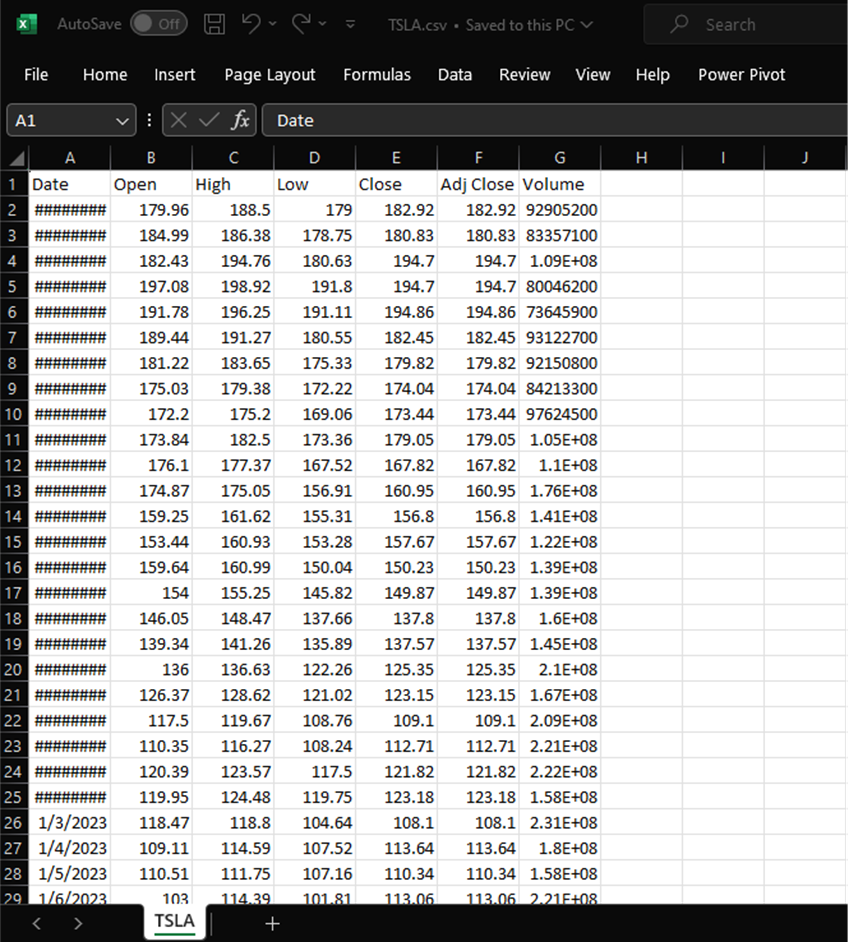 AutoSave Off TSLA.csv • Saved to this PC Search
File Home Insert Page Layout Formulas Data Review View Help Power Pivot
A1 fx Date
A B C D E F G H I J
1 Date Open High Low Close Adj Close Volume
2 ######## 179.96 188.5 179 182.92 182.92 92905200
3 ######## 184.99 186.38 178.75 180.83 180.83 83357100
4 ######## 182.43 194.76 180.63 194.7 194.7 1.09E+08
5 ######## 197.08 198.92 191.8 194.7 194.7 80046200
6 ######## 191.78 196.25 191.11 194.86 194.86 73645900
7 ######## 189.44 191.27 180.55 182.45 182.45 93122700
8 ######## 181.22 183.65 175.33 179.82 179.82 92150800
9 ######## 175.03 179.38 172.22 174.04 174.04 84213300
10 ######## 172.2 175.2 169.06 173.44 173.44 97624500
11 ######## 173.84 182.5 173.36 179.05 179.05 1.05E+08
12 ######## 176.1 177.37 167.52 167.82 167.82 1.1E+08
13 ######## 174.87 175.05 156.91 160.95 160.95 1.76E+08
14 ######## 159.25 161.62 155.31 156.8 156.8 1.41E+08
15 ######## 153.44 160.93 153.28 157.67 157.67 1.22E+08
16 ######## 159.64 160.99 150.04 150.23 150.23 1.39E+08
17 ######## 154 155.25 145.82 149.87 149.87 1.39E+08
18 ######## 146.05 148.47 137.66 137.8 137.8 1.6E+08
19 ######## 139.34 141.26 135.89 137.57 137.57 1.45E+08
20 ######## 136 136.63 122.26 125.35 125.35 2.1E+08
21 ######## 126.37 128.62 121.02 123.15 123.15 1.67E+08
22 ######## 117.5 119.67 108.76 109.1 109.1 2.09E+08
23 ######## 110.35 116.27 108.24 112.71 112.71 2.21E+08
24 ######## 120.39 123.57 117.5 121.82 121.82 2.22E+08
25 ######## 119.95 124.48 119.75 123.18 123.18 1.58E+08
26 1/3/2023 118.47 118.8 104.64 108.1 108.1 2.31E+08
27 1/4/2023 109.11 114.59 107.52 113.64 113.64 1.8E+08
28 1/5/2023 110.51 111.75 107.16 110.34 110.34 1.58E+08
29 1/6/2023 103 114.39 101.81 113.06 113.06 2.21E+08
TSLA +